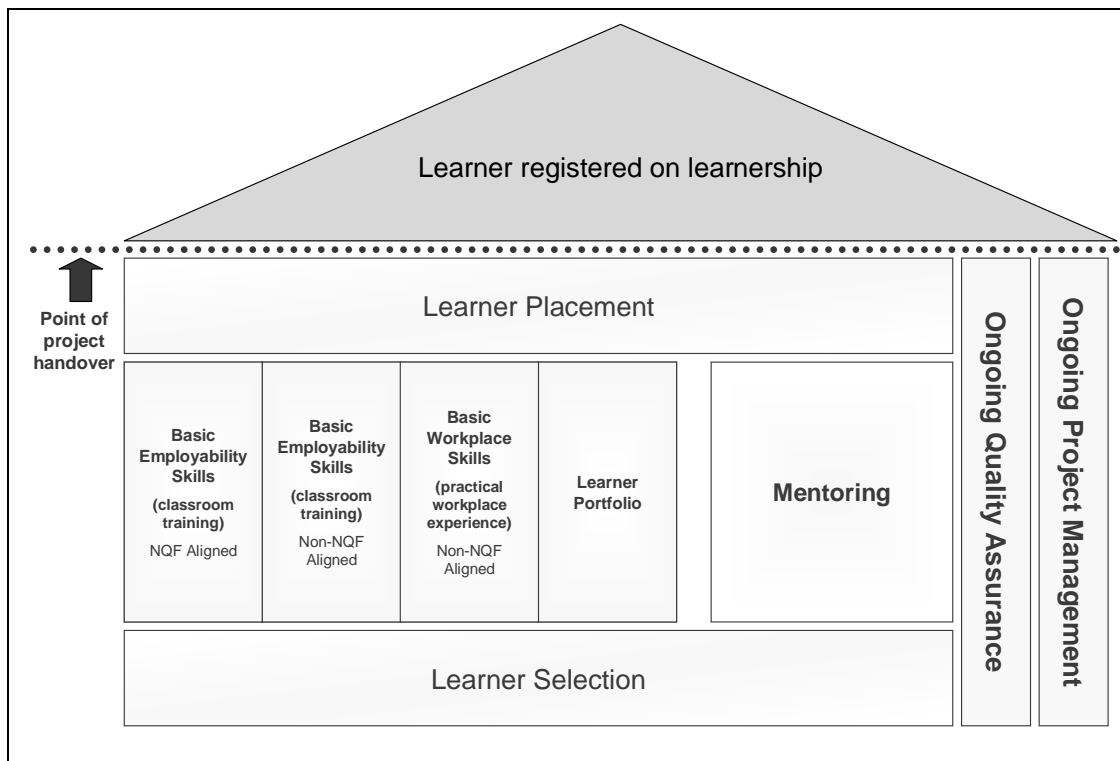 Learner registered on learnership
Point of
project
handover
Learner Placement
Basic
Employability
Skills
(classroom
training)
NQF Aligned
Basic
Employability
Skills
(classroom
training)
Non-NQF
Aligned
Basic
Workplace
Skills
(practical
workplace
experience)
Non-NQF
Aligned
Learner
Portfolio
Mentoring
Ongoing Quality Assurance
Ongoing Project Management
Learner Selection